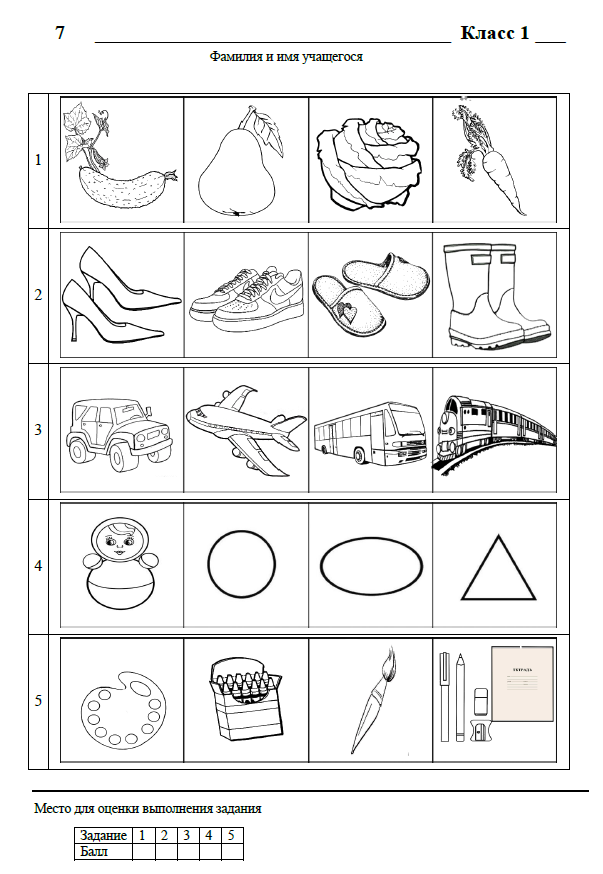 7 Класс 1
Фамилия и имя учащегося
1
2
3
4
5
ТЕТРАДЬ
Место для оценки выполнения задания
Задание 1 2 3 4 5
Балл